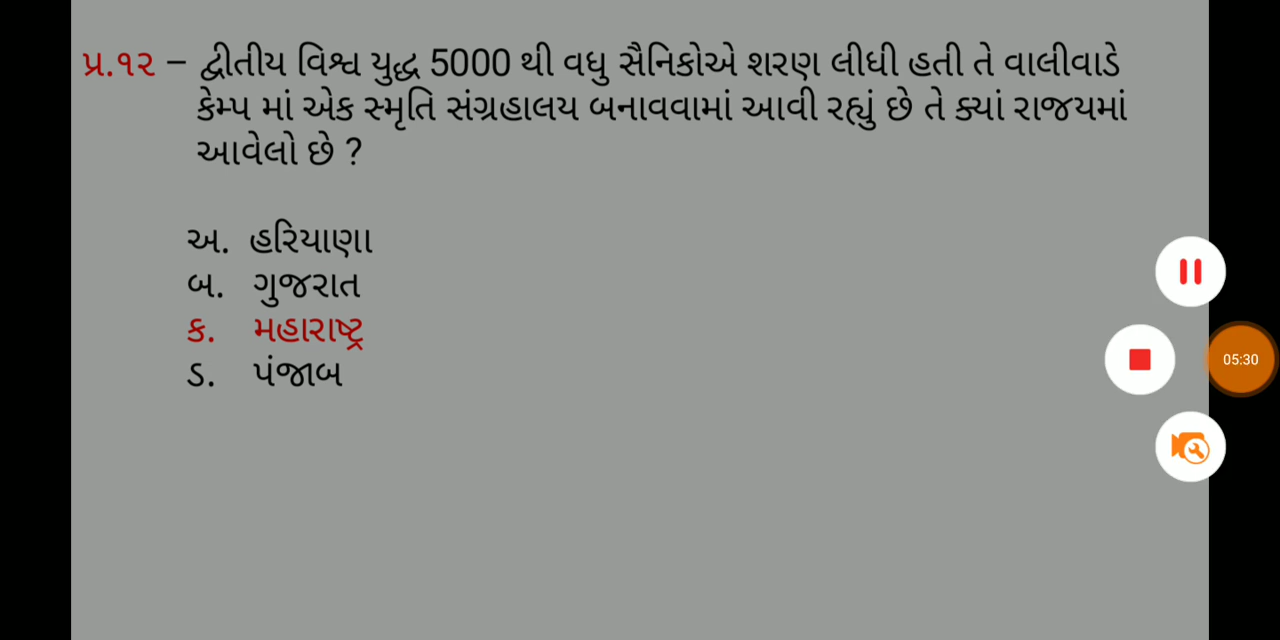 પ્ર.૧૨ – દ્વીતીય વિશ્વ યુદ્ધ 5000 થી વધુ સૈનિકોએ શરણ લીધી હતી તે વાલીવાડે
કેમ્પ માં એક સ્મૃતિ સંગ્રહાલય બનાવવામાં આવી રહ્યું છે તે ક્યાં રાજયમાં
આવેલો છે ?
અ. હરિયાણા
બ. ગુજરાત
ક. મહારાષ્ટ્ર
ડ. પંજાબ
05:30